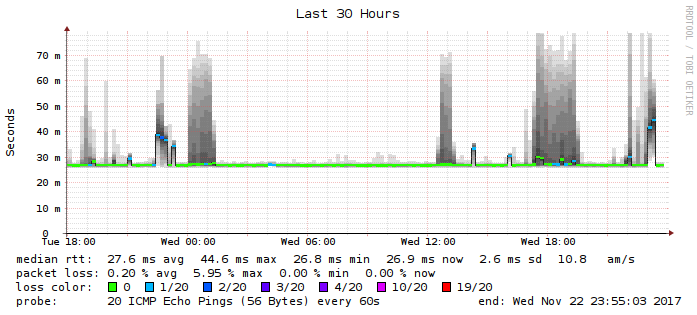 Last 30 Hours
RRDTOOL / TOBI OETIKER
Seconds
70 m
60 m
50 m
40 m
30 m
20 m
10 m
0
Tue 18:00 Wed 00:00 Wed 06:00 Wed 12:00 Wed 18:00
median rtt: 27.6 ms avg 44.6 ms max 26.8 ms min 26.9 ms now 2.6 ms sd 10.8 am/s
packet loss: 0.20 % avg 5.95 % max 0.00 % min 0.00 % now
loss color: 0 1/20 2/20 3/20 4/20 10/20 19/20
probe: 20 ICMP Echo Pings (56 Bytes) every 60s end: Wed Nov 22 23:55:03 2017